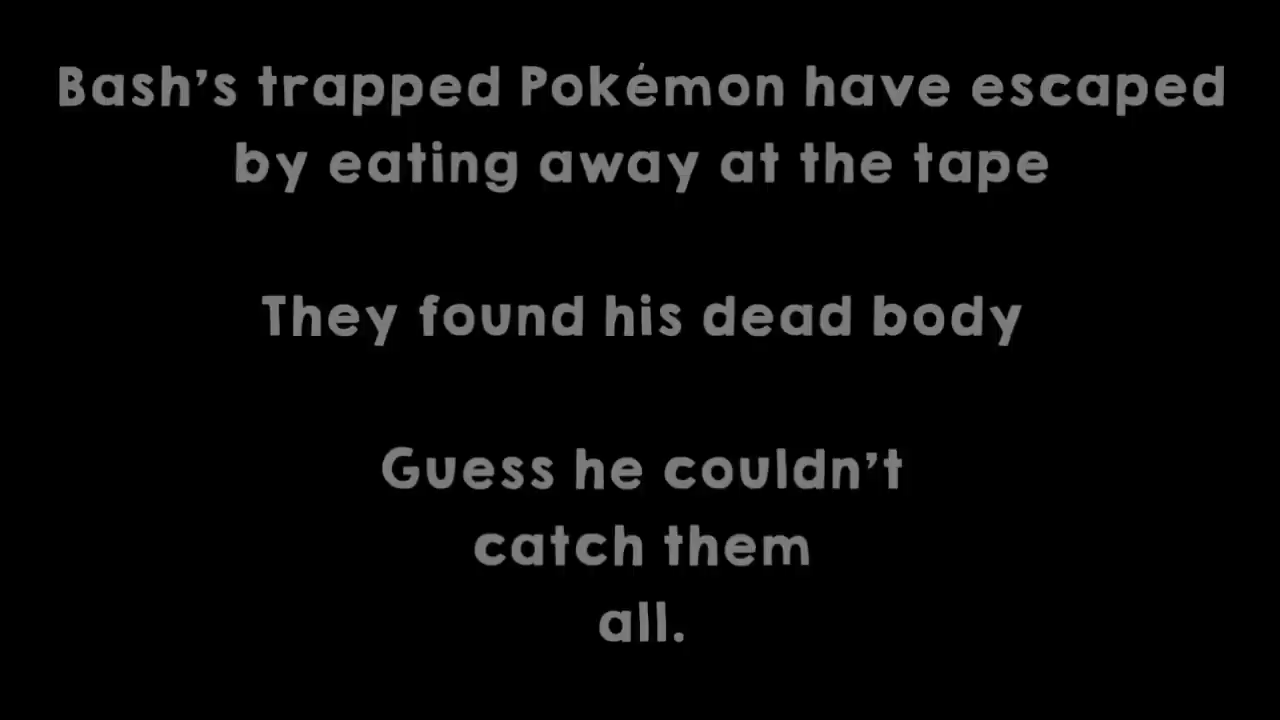 Bash's trapped Pokémon have escaped
by eating away at the tape
They found his dead body
Guess he couldn't
catch them
all.